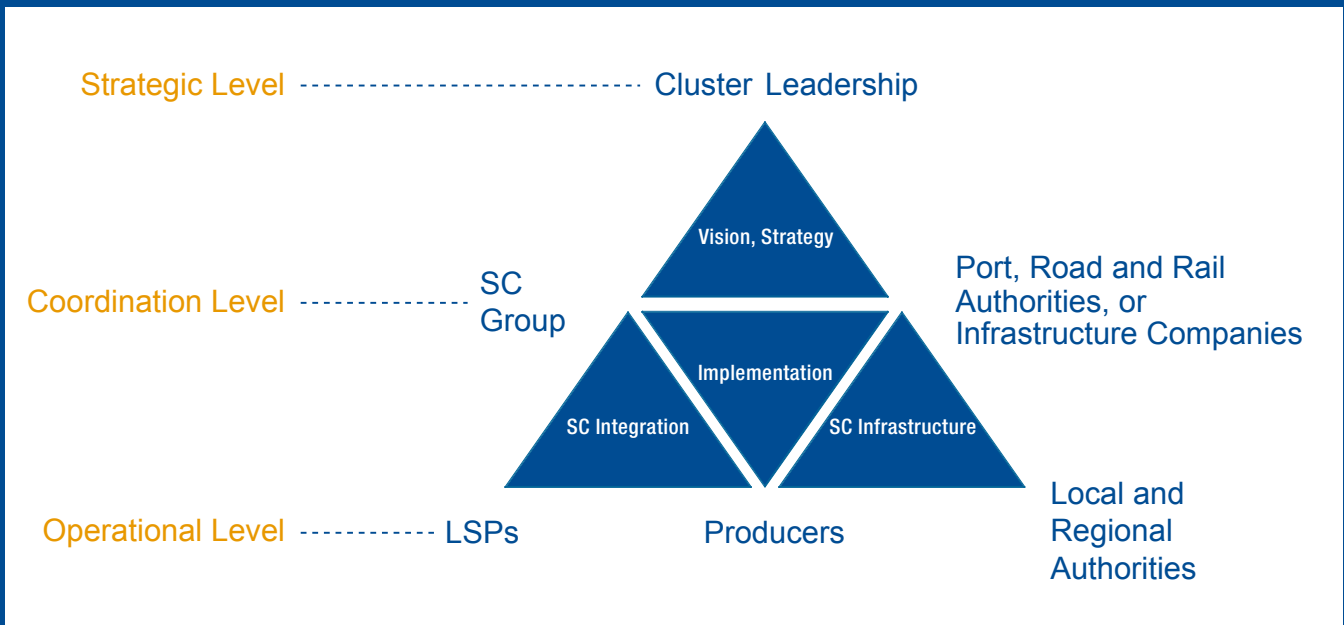 Strategic Level
Cluster Leadership
Vision, Strategy
Coordination Level
SC
Group
Port, Road and Rail
Authorities, or
Infrastructure Companies
Implementation
SC Integration
SC Infrastructure
Operational Level
LSPs
Producers
Local and
Regional
Authorities